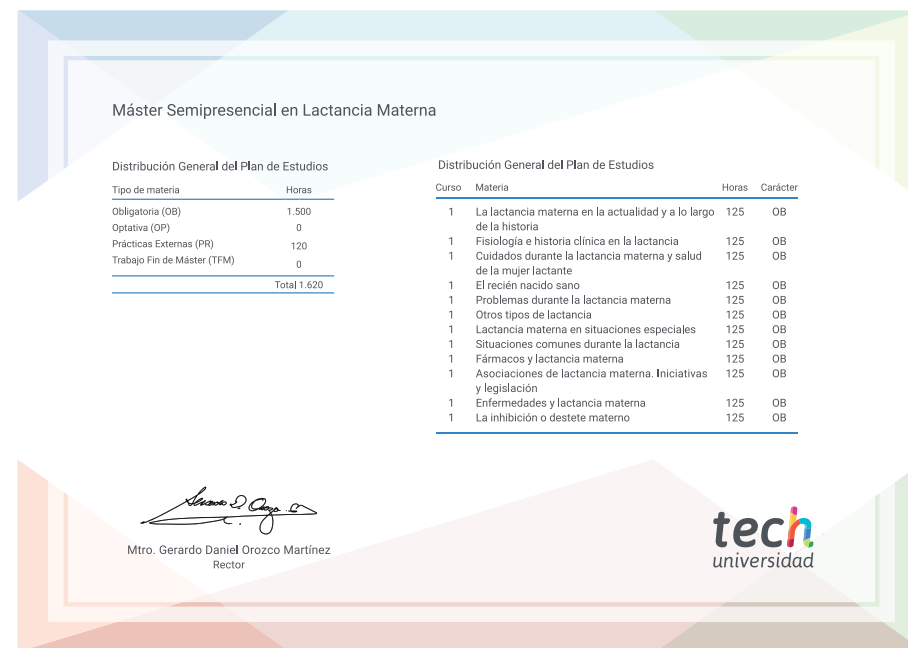 Máster Semipresencial en Lactancia Materna
Distribución General del Plan de Estudios
Tipo de materia Horas
Obligatoria (OB) 1.500
Optativa (OP) 0
Prácticas Externas (PR) 120
Trabajo Fin de Máster (TFM) 0
Total 1.620
Distribución General del Plan de Estudios
Curso Materia Horas Carácter
1 La lactancia materna en la actualidad y a lo largo 125 OB
de la historia
1 Fisiología e historia clínica en la lactancia 125 OB
1 Cuidados durante la lactancia materna y salud 125 OB
de la mujer lactante
1 El recién nacido sano 125 OB
1 Problemas durante la lactancia materna 125 OB
1 Otros tipos de lactancia 125 OB
1 Lactancia materna en situaciones especiales 125 OB
1 Situaciones comunes durante la lactancia 125 OB
1 Fármacos y lactancia materna 125 OB
1 Asociaciones de lactancia materna. Iniciativas 125 OB
y legislación
1 Enfermedades y lactancia materna 125 OB
1 La inhibición o destete materno 125 OB
Mtro. Gerardo Daniel Orozco Martínez
Rector
tech
universidad